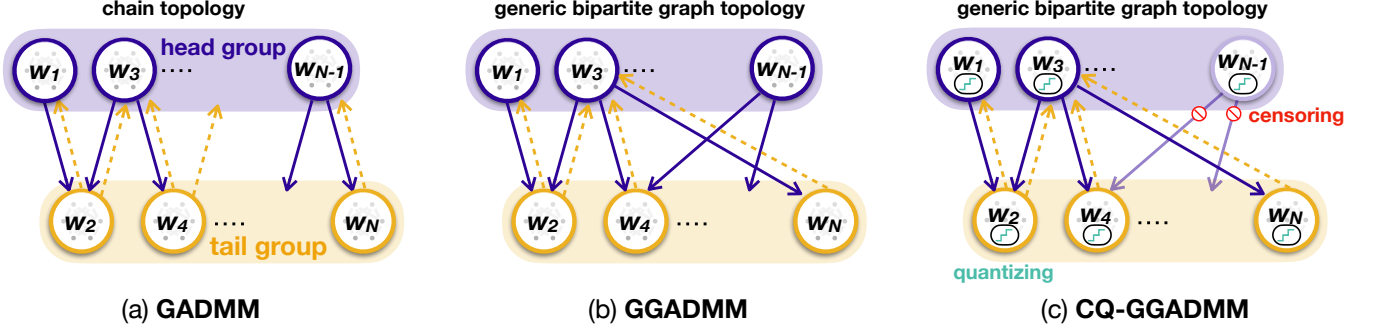 chain topology
head group
w1 w3 .... wN-1
w2 w4 .... wN
tail group
(a) GADMM
generic bipartite graph topology
w1 w3 .... wN-1
w2 w4 .... wN
(b) GGADMM
generic bipartite graph topology
w1 w3 .... wN-1
censoring
w2 w4 .... wN
quantizing
(c) CQ-GGADMM